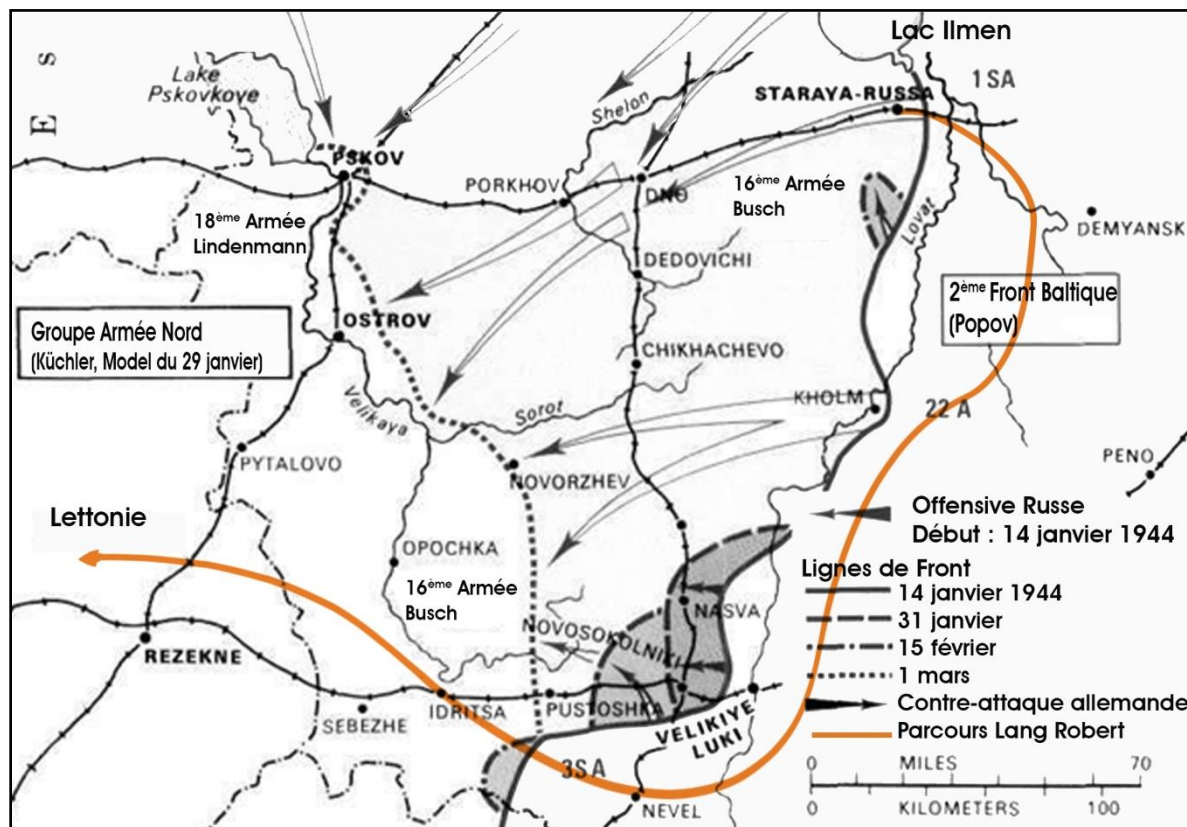 Lac Ilmen
E s
Lake
Pskovkoye
1 SA
STARAYA-RUSSA
Shelon
PSKOV
PORKHOV
DNO
16ème Armée
Busch
18ème Armée
Lindenmann
Lovat
DEMYANSK
DEDOVICHI
2ème Front Baltique
(Popov)
Groupe Armée Nord
(Küchler, Model du 29 janvier)
OSTROV
CHIKHACHEVO
KHOLM
22 A
Velikaya
Sorot
PYTALOVO
NOVORZHEV
PENO
Lettonie
Offensive Russe
Début : 14 janvier 1944
OPOCHKA
16ème Armée
Busch
Lignes de Front
14 janvier 1944
31 janvier
15 février
1 mars
Contre-attaque allemande
Parcours Lang Robert
NASVA
NOVOSOKOLNIKI
REZEKNE
SEBEZHE
IDRITSA
PUSTOSHKA
VELIKIYE
LUKI
3SA
NEVEL
MILES
0 70
0 100
KILOMETERS